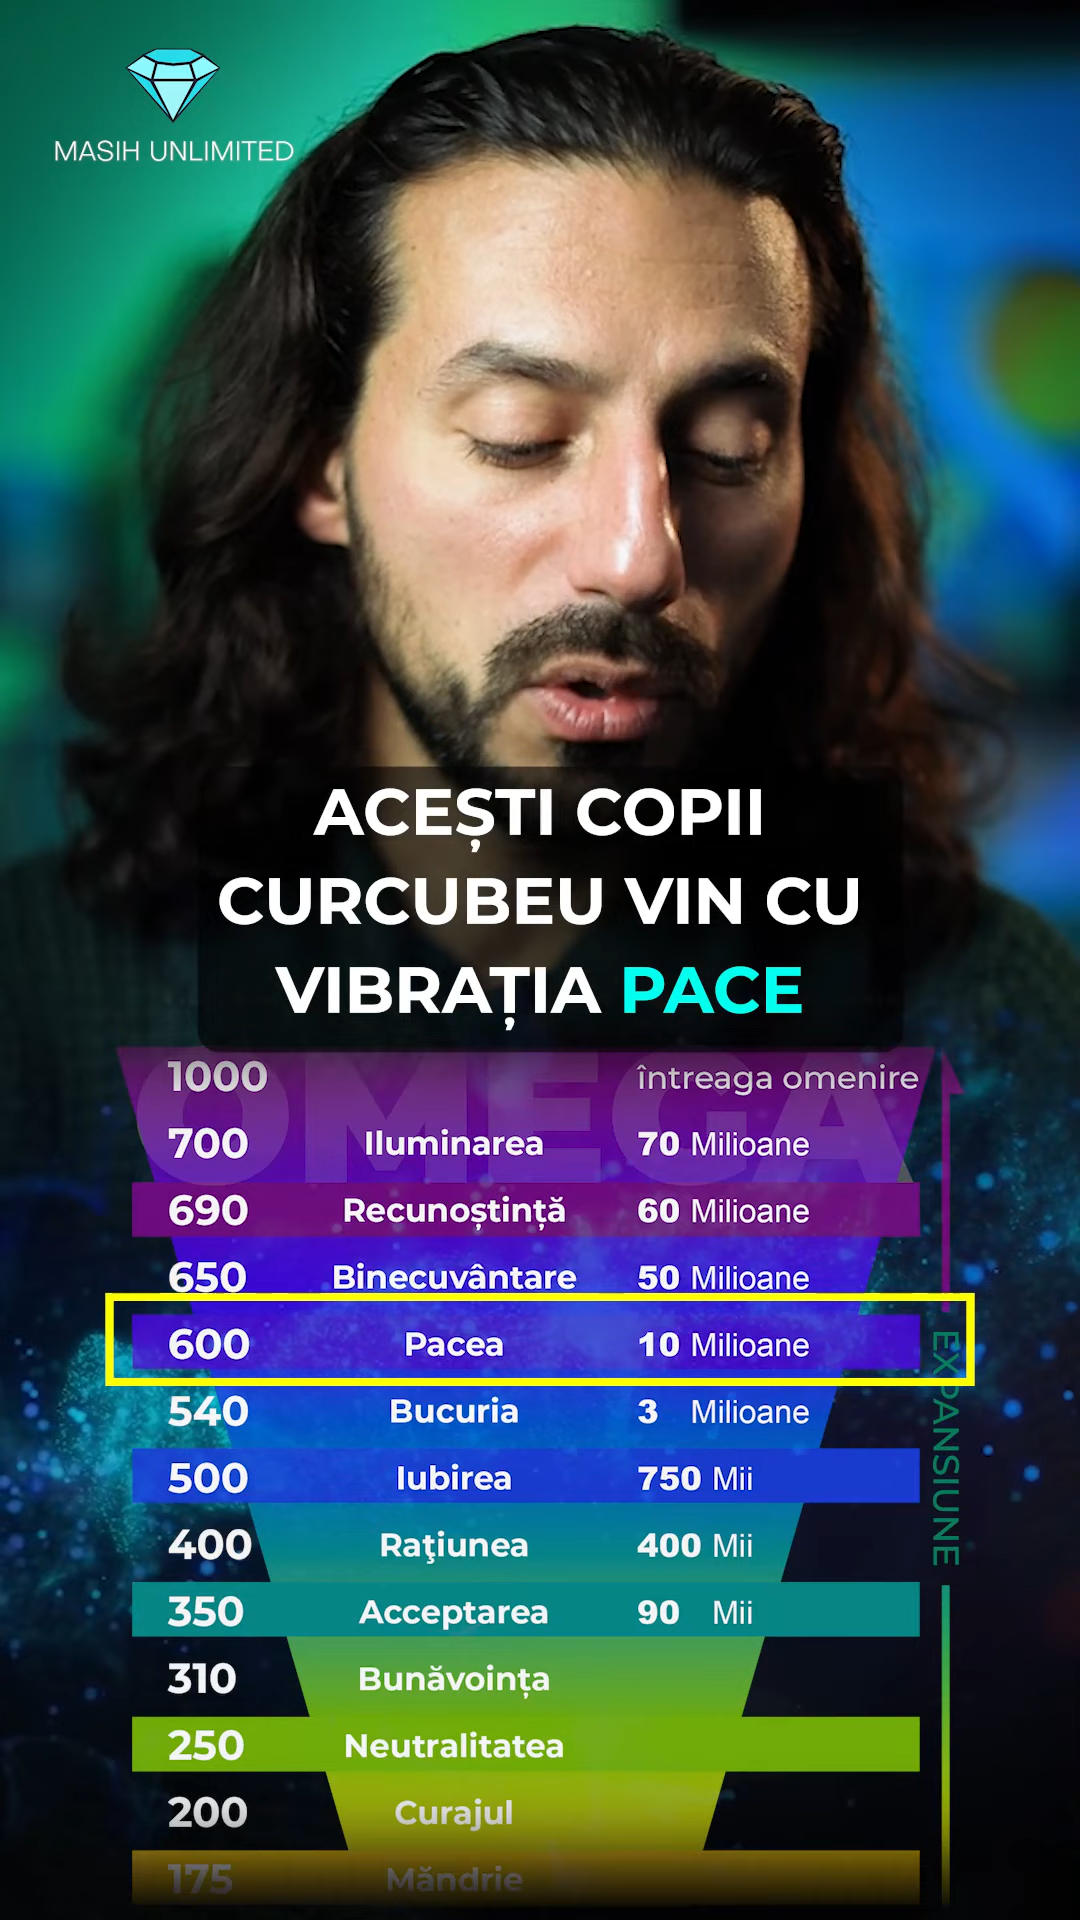 MASIH UNLIMITED
ACEȘTI COPII
CURCUBEU VIN CU
VIBRAȚIA PACE
OMEGA
1000 întreaga omenire
700 Iluminarea 70 Milioane
690 Recunoștință 60 Milioane
650 Binecuvântare 50 Milioane
600 Pacea 10 Milioane
540 Bucuria 3 Milioane
500 Iubirea 750 Mii
400 Raţiunea 400 Mii
350 Acceptarea 90 Mii
310 Bunăvoința
250 Neutralitatea
200 Curajul
175 Mândrie
EXPANSIUNE